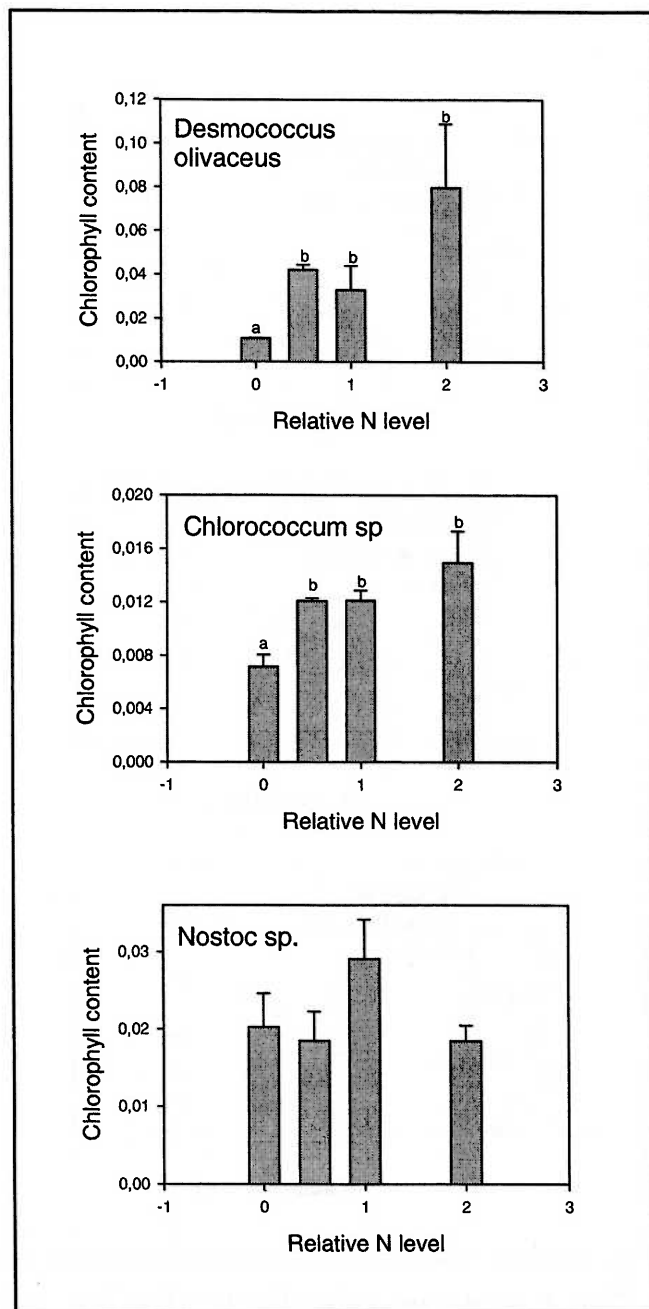 Desmococcus
olivaceus
Chlorophyll content
0,12
0,10
0,08
0,06
0,04
0,02
0,00
a
b
b
b
-1 0 1 2 3
Relative N level
Chlorococcum sp
Chlorophyll content
0,020
0,016
0,012
0,008
0,004
0,000
a
b
b
b
-1 0 1 2 3
Relative N level
Nostoc sp.
Chlorophyll content
0,03
0,02
0,01
0,00
-1 0 1 2 3
Relative N level